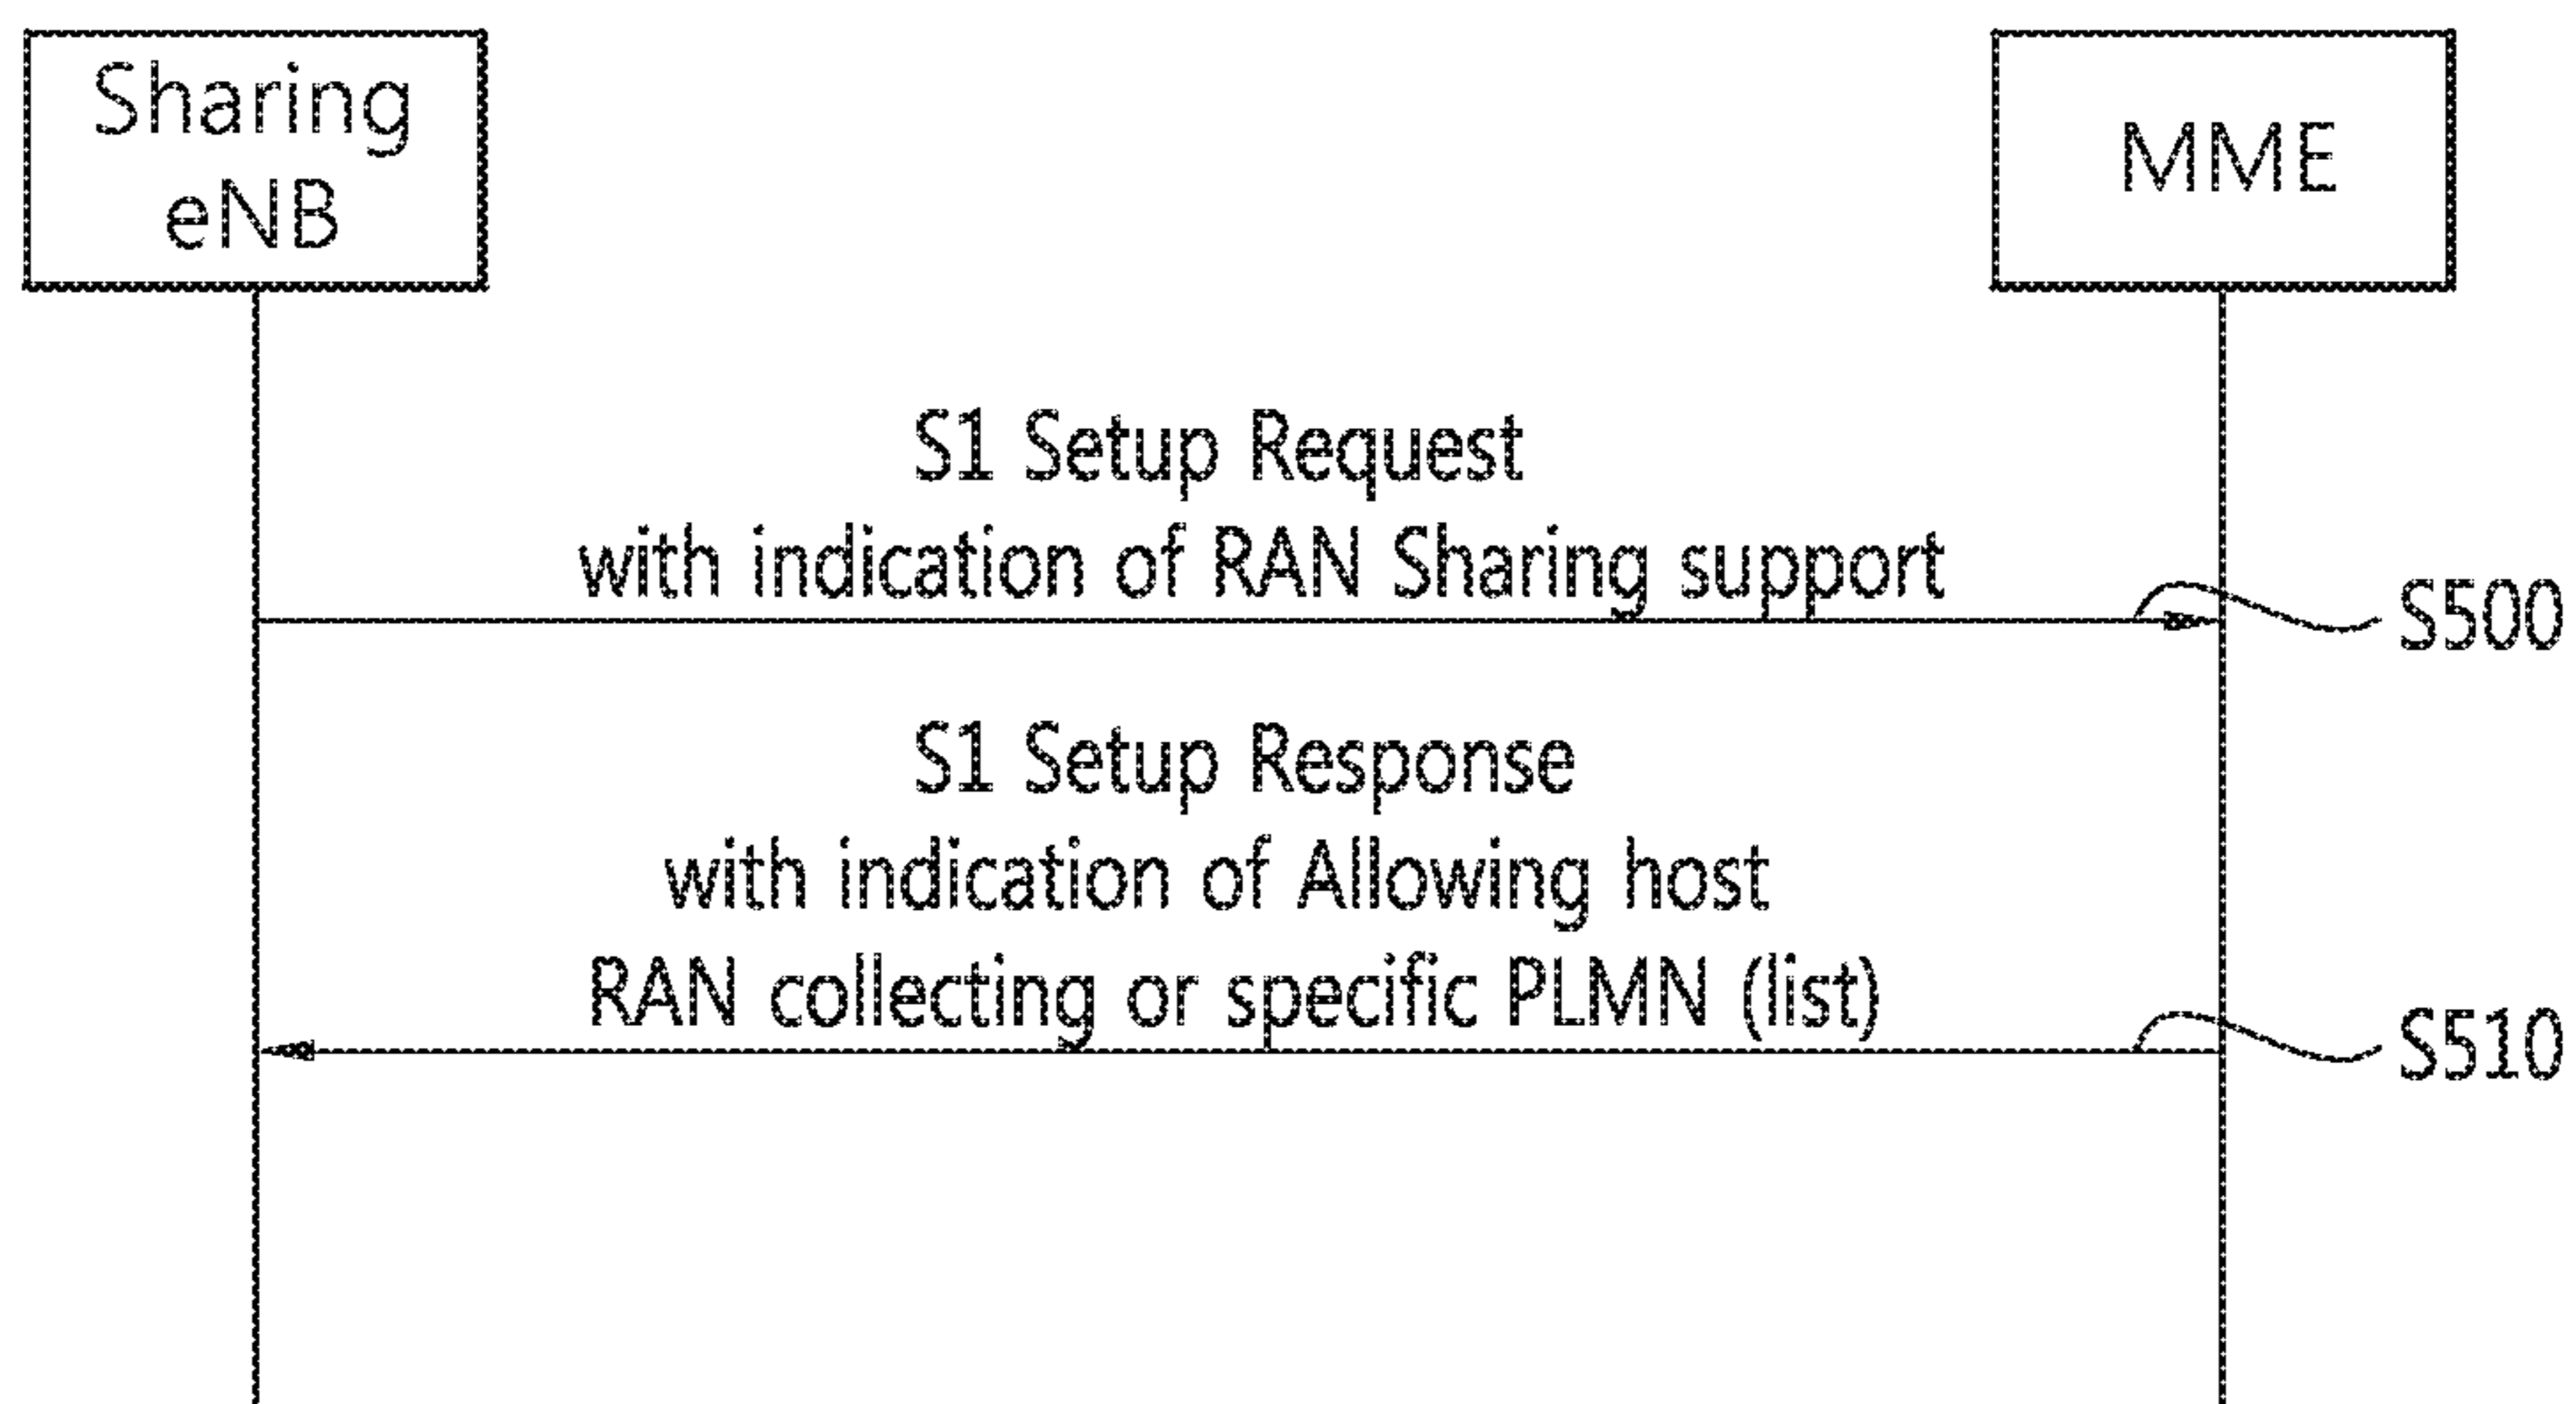 Sharing
eNB
MME
S1 Setup Request
with indication of RAN Sharing support
S500
S1 Setup Response
with indication of Allowing host
RAN collecting or specific PLMN (list)
S510